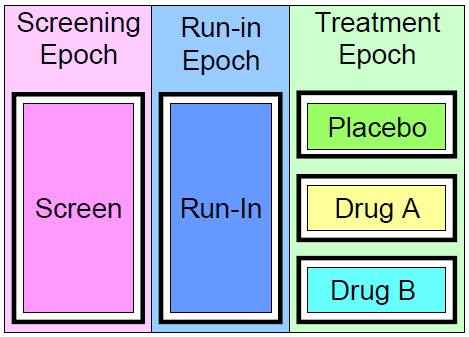 Screening
Epoch
Run-in
Epoch
Treatment
Epoch
Screen
Run-In
Placebo
Drug A
Drug B